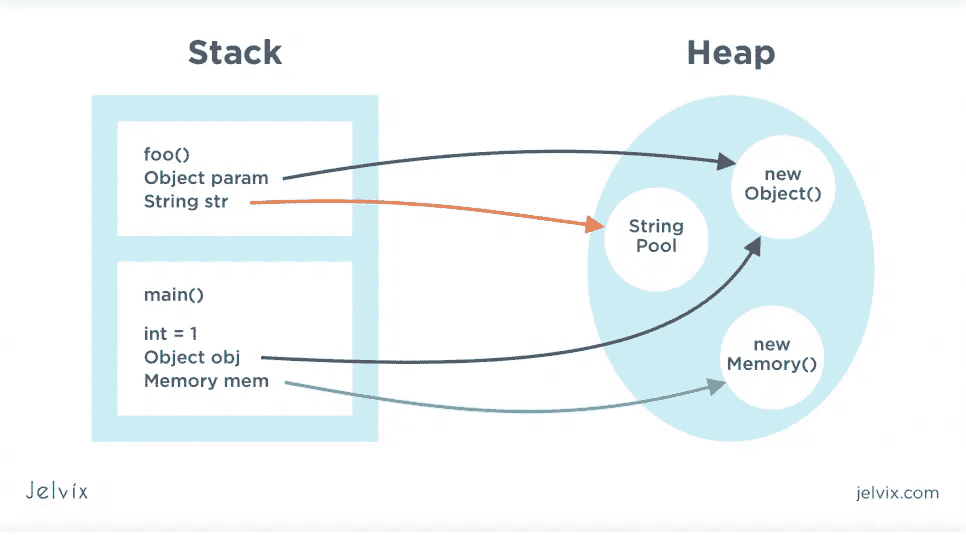 Stack
Heap
foo()
Object param
String str
main()
int = 1
Object obj
Memory mem
new
Object()
String
Pool
new
Memory()
Jelvix
jelvix.com